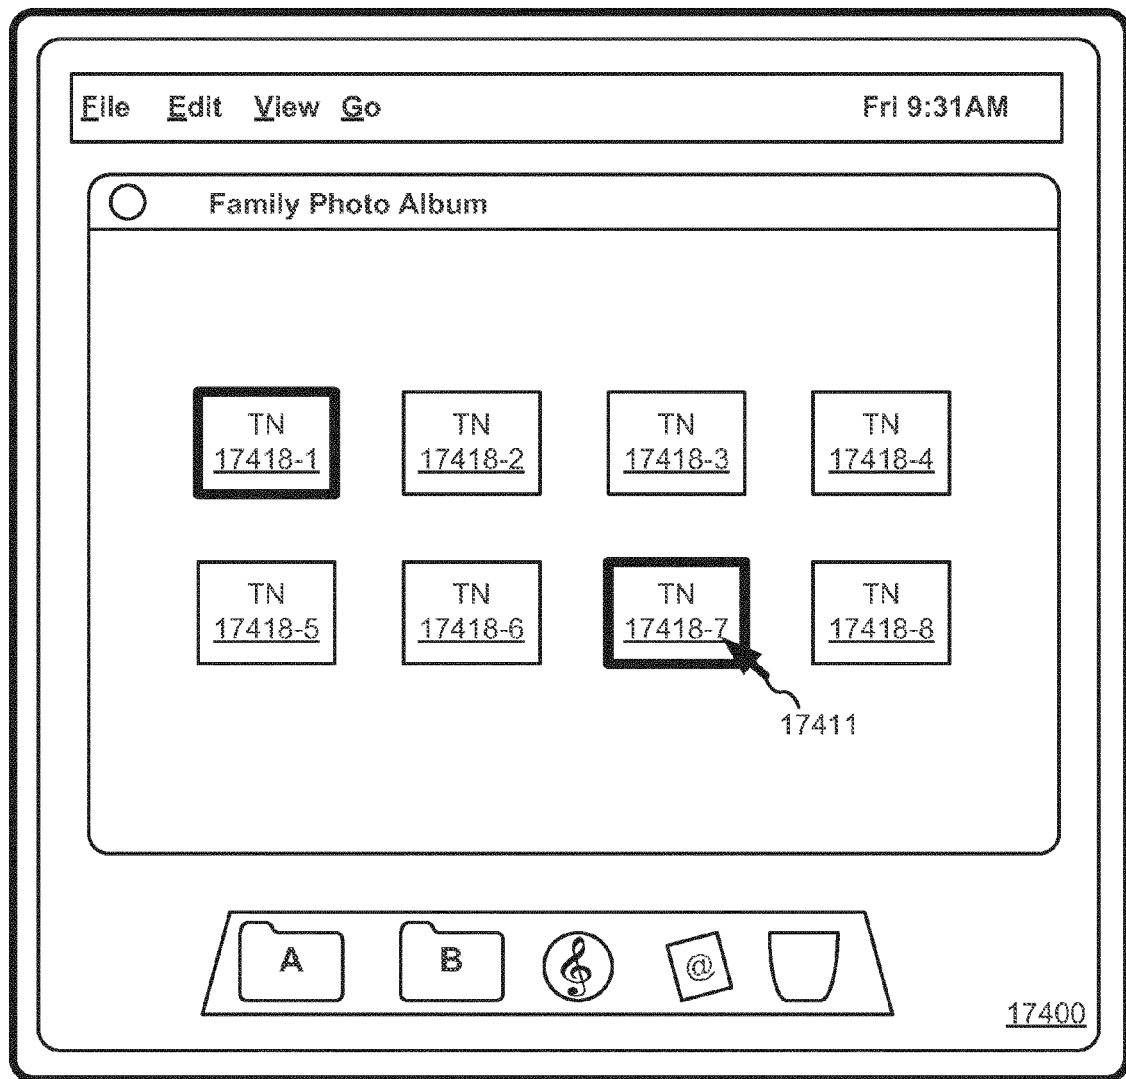 File Edit View Go Fri 9:31AM
Family Photo Album
TN
17418-1
TN
17418-2
TN
17418-3
TN
17418-4
TN
17418-5
TN
17418-6
TN
17418-7
TN
17418-8
17411
A B @
17400